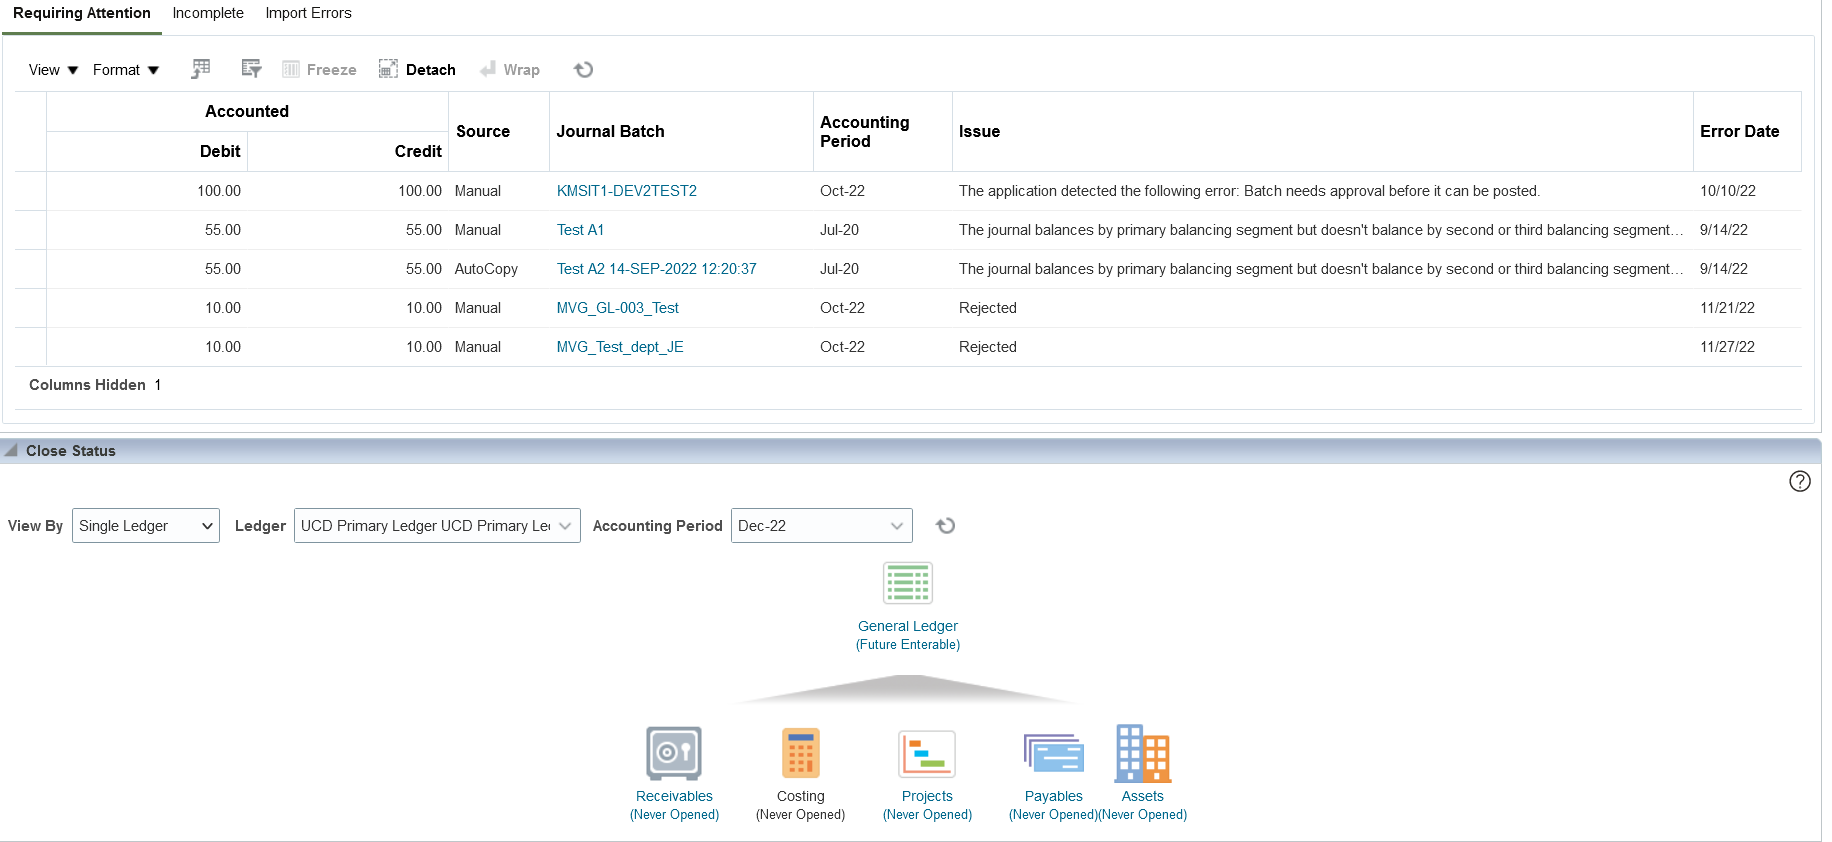 Requiring Attention Incomplete Import Errors
View Format Freeze Detach Wrap
Accounted Source Journal Batch Accounting Period Issue Error Date
Debit Credit
100.00 100.00 Manual KMSIT1-DEV2TEST2 Oct-22 The application detected the following error: Batch needs approval before it can be posted. 10/10/22
55.00 55.00 Manual Test A1 Jul-20 The journal balances by primary balancing segment but doesn't balance by second or third balancing segment... 9/14/22
55.00 55.00 AutoCopy Test A2 14-SEP-2022 12:20:37 Jul-20 The journal balances by primary balancing segment but doesn't balance by second or third balancing segment... 9/14/22
10.00 10.00 Manual MVG_GL-003_Test Oct-22 Rejected 11/21/22
10.00 10.00 Manual MVG_Test_dept_JE Oct-22 Rejected 11/27/22
Columns Hidden 1
Close Status
?
View By Single Ledger Ledger UCD Primary Ledger UCD Primary Le Accounting Period Dec-22
General Ledger
(Future Enterable)
Receivables Costing Projects Payables Assets
(Never Opened) (Never Opened) (Never Opened) (Never Opened) (Never Opened)